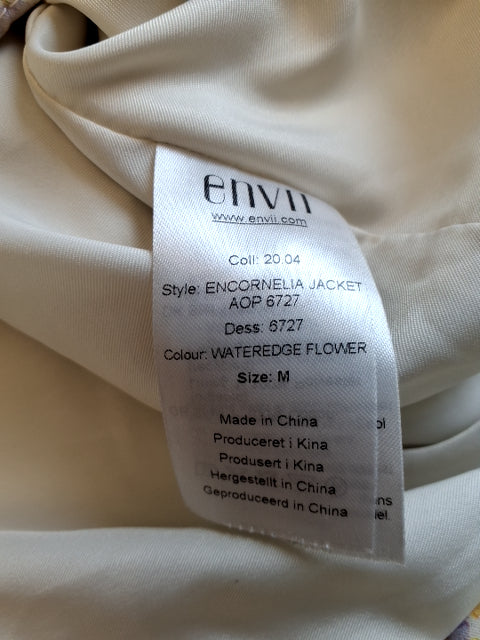 envii
www.envii.com
Coll: 20.04
Style: ENCORNELIA JACKET
AOP 6727
Dess: 6727
Colour: WATEREDGE FLOWER
Size: M
Made in China
Produceret i Kina
Produsert i Kina
Hergestellt in China
Geproduceerd in China